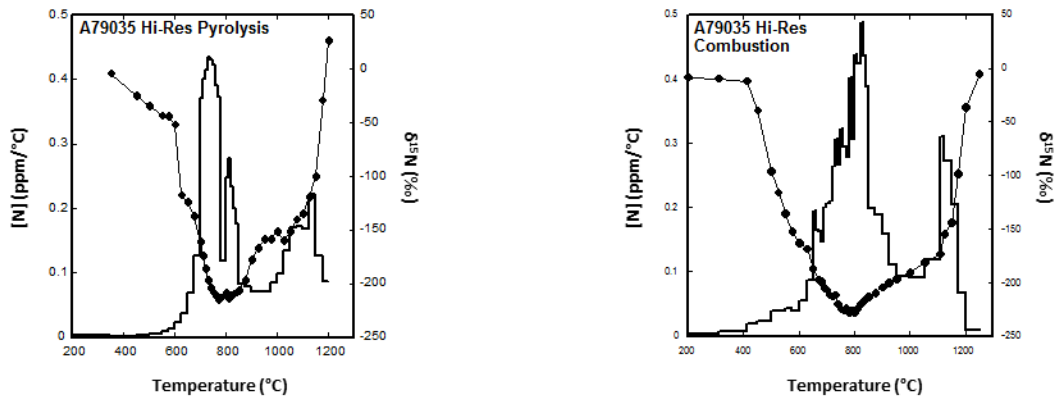 A79035 Hi-Res Pyrolysis
0.5
0.4
0.3
0.2
0.1
0
[N] (ppm/°C)
50
0
-50
-100
-150
-200
-250
δ¹⁵N (‰)
200 400 600 800 1000 1200
Temperature (°C)
A79035 Hi-Res
Combustion
0.5
0.4
0.3
0.2
0.1
0
[N] (ppm/°C)
50
0
-50
-100
-150
-200
-250
δ¹⁵N (‰)
200 400 600 800 1000 1200
Temperature (°C)